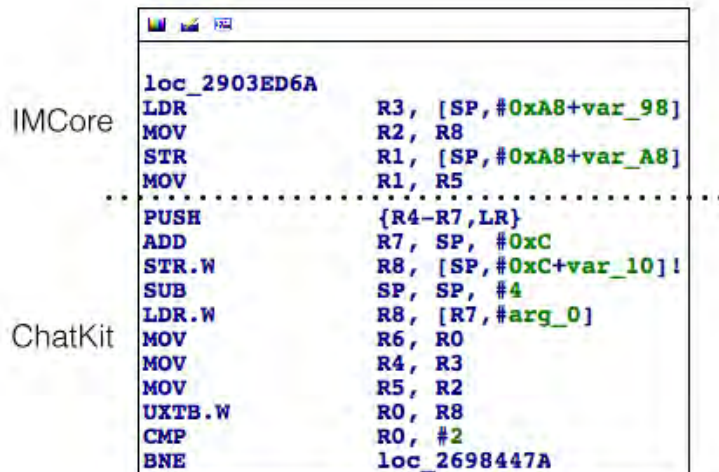 loc_2903ED6A
LDR R3, [SP,#0xA8+var_98]
IMCore
MOV R2, R8
STR R1, [SP,#0xA8+var_A8]
MOV R1, R5
PUSH {R4-R7,LR}
ADD R7, SP, #0xC
STR.W R8, [SP,#0xC+var_10]!
SUB SP, SP, #4
LDR.W R8, [R7,#arg_0]
ChatKit
MOV R6, R0
MOV R4, R3
MOV R5, R2
UXTB.W R0, R8
CMP R0, #2
BNE loc_2698447A